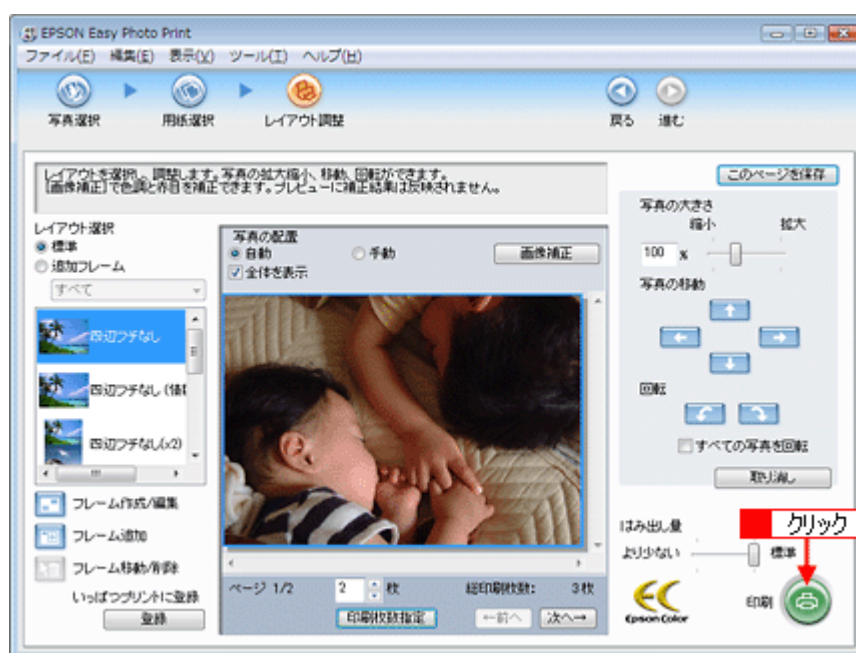 EPSON Easy Photo Print
ファイル(F) 編集(E) 表示(V) ツール(T) ヘルプ(H)
写真選択 用紙選択 レイアウト調整 戻る 進む
レイアウトを選択し、調整します。写真の拡大縮小、移動、回転ができます。
[画像補正]で色調と赤目を補正できます。プレビューに補正結果は反映されません。
このページを保存
レイアウト選択
標準
追加フレーム
すべて
四辺フチなし
四辺フチなし(x2)
フレーム作成/編集
フレーム追加
フレーム移動/削除
いっぱつプリントに登録
登録
写真の配置
自動 手動 画像補正
全体を表示
ページ 1/2 2 枚 総印刷枚数: 3枚
印刷枚数指定 ←前へ 次へ→
写真の大きさ
縮小 拡大
100 %
写真の移動
回転
すべての写真を回転
取り消し
はみ出し量
クリック
より少ない 標準
Epson Color
印刷